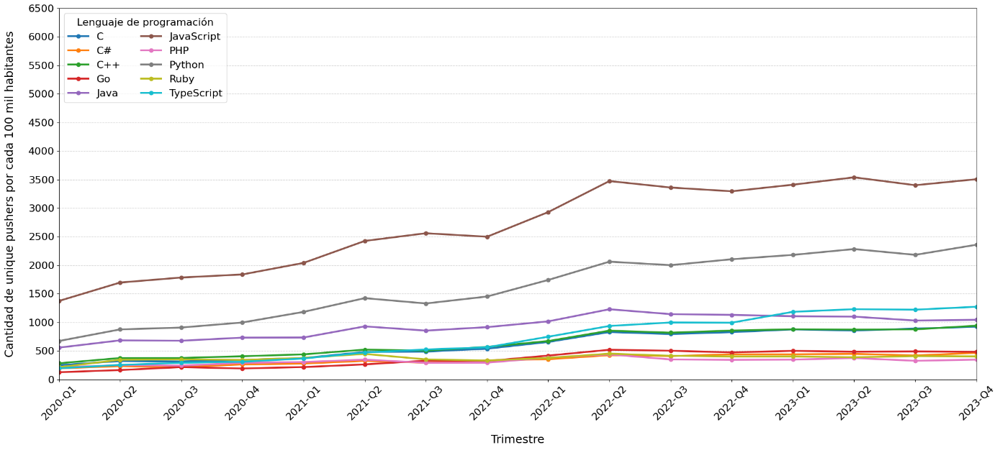 Cantidad de unique pushers por cada 100 mil habitantes
6500
6000
5500
5000
4500
4000
3500
3000
2500
2000
1500
1000
500
0
Lenguaje de programación
C
C#
C++
Go
Java
JavaScript
PHP
Python
Ruby
TypeScript
2020-Q1
2020-Q2
2020-Q3
2020-Q4
2021-Q1
2021-Q2
2021-Q3
2021-Q4
2022-Q1
2022-Q2
2022-Q3
2022-Q4
2023-Q1
2023-Q2
2023-Q3
2023-Q4
Trimestre